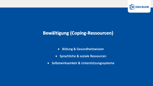 Bewältigung (Coping-Ressourcen)
• Bildung & Gesundheitswissen
• Sprachliche & soziale Ressourcen
• Selbstwirksamkeit & Unterstützungssysteme